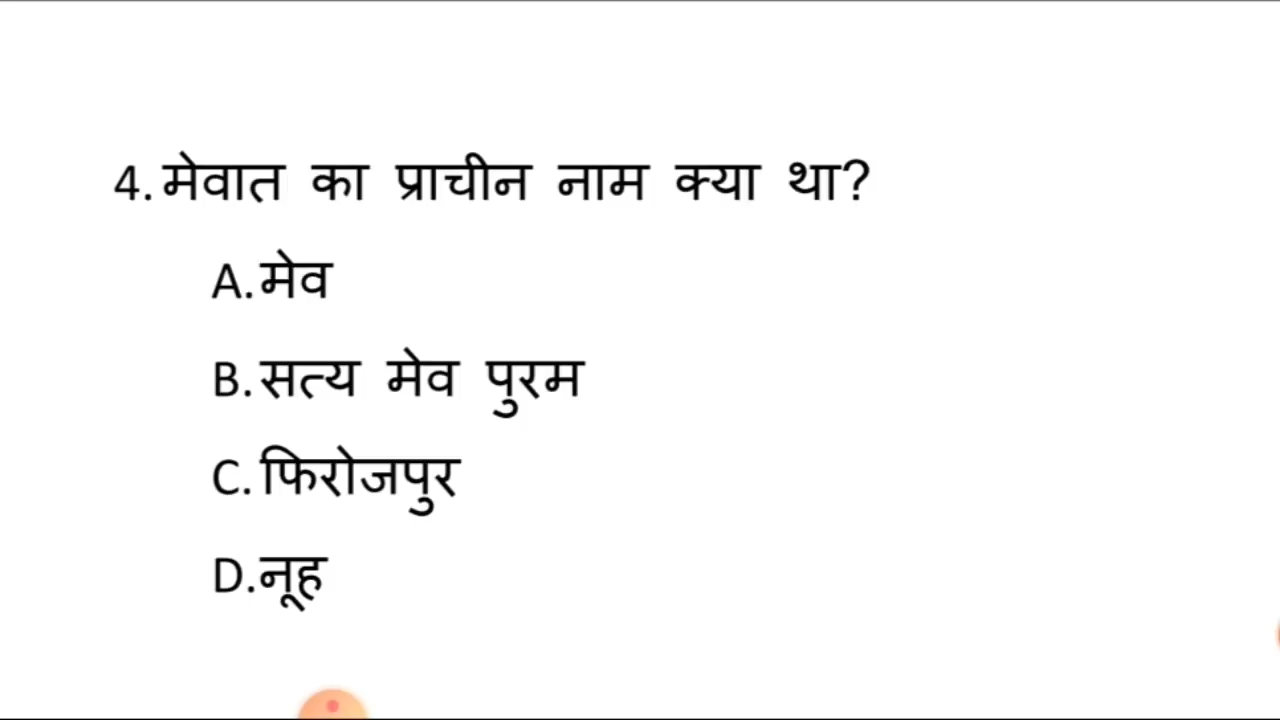 4. मेवात का प्राचीन नाम क्या था?
A. मेव
B. सत्य मेव पुरम
C. फिरोजपुर
D. नूह